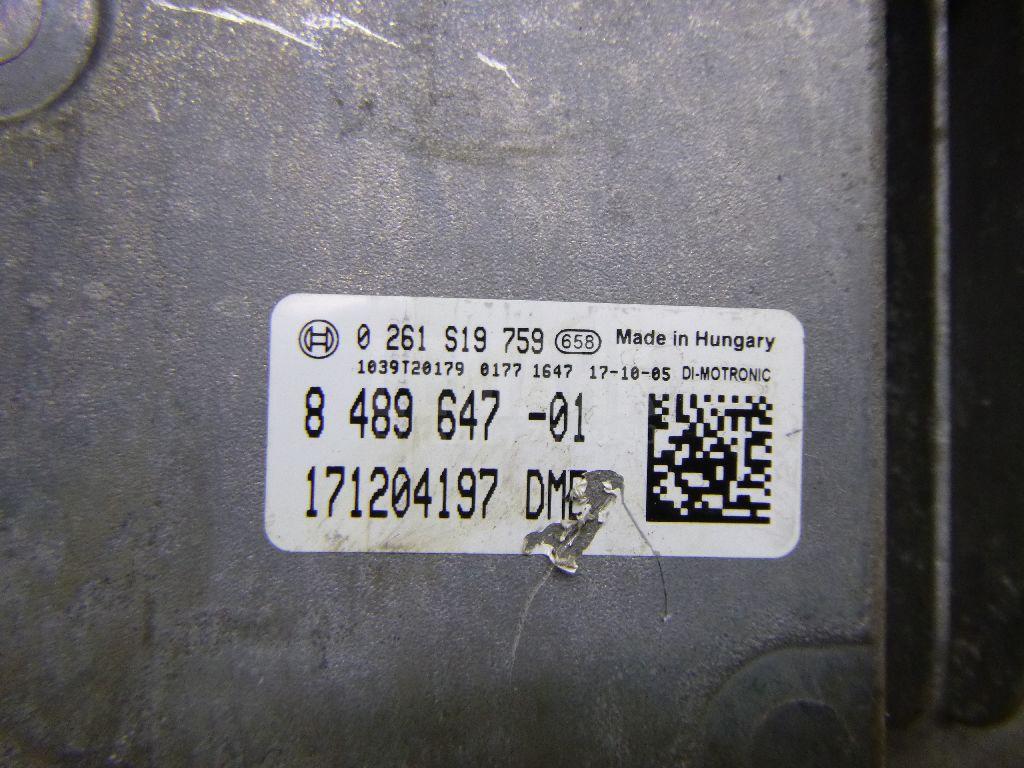 0 261 S19 759 658 Made in Hungary
1039T20179 0177 1647 17-10-05 DI-MOTRONIC
8 489 647 -01
171204197